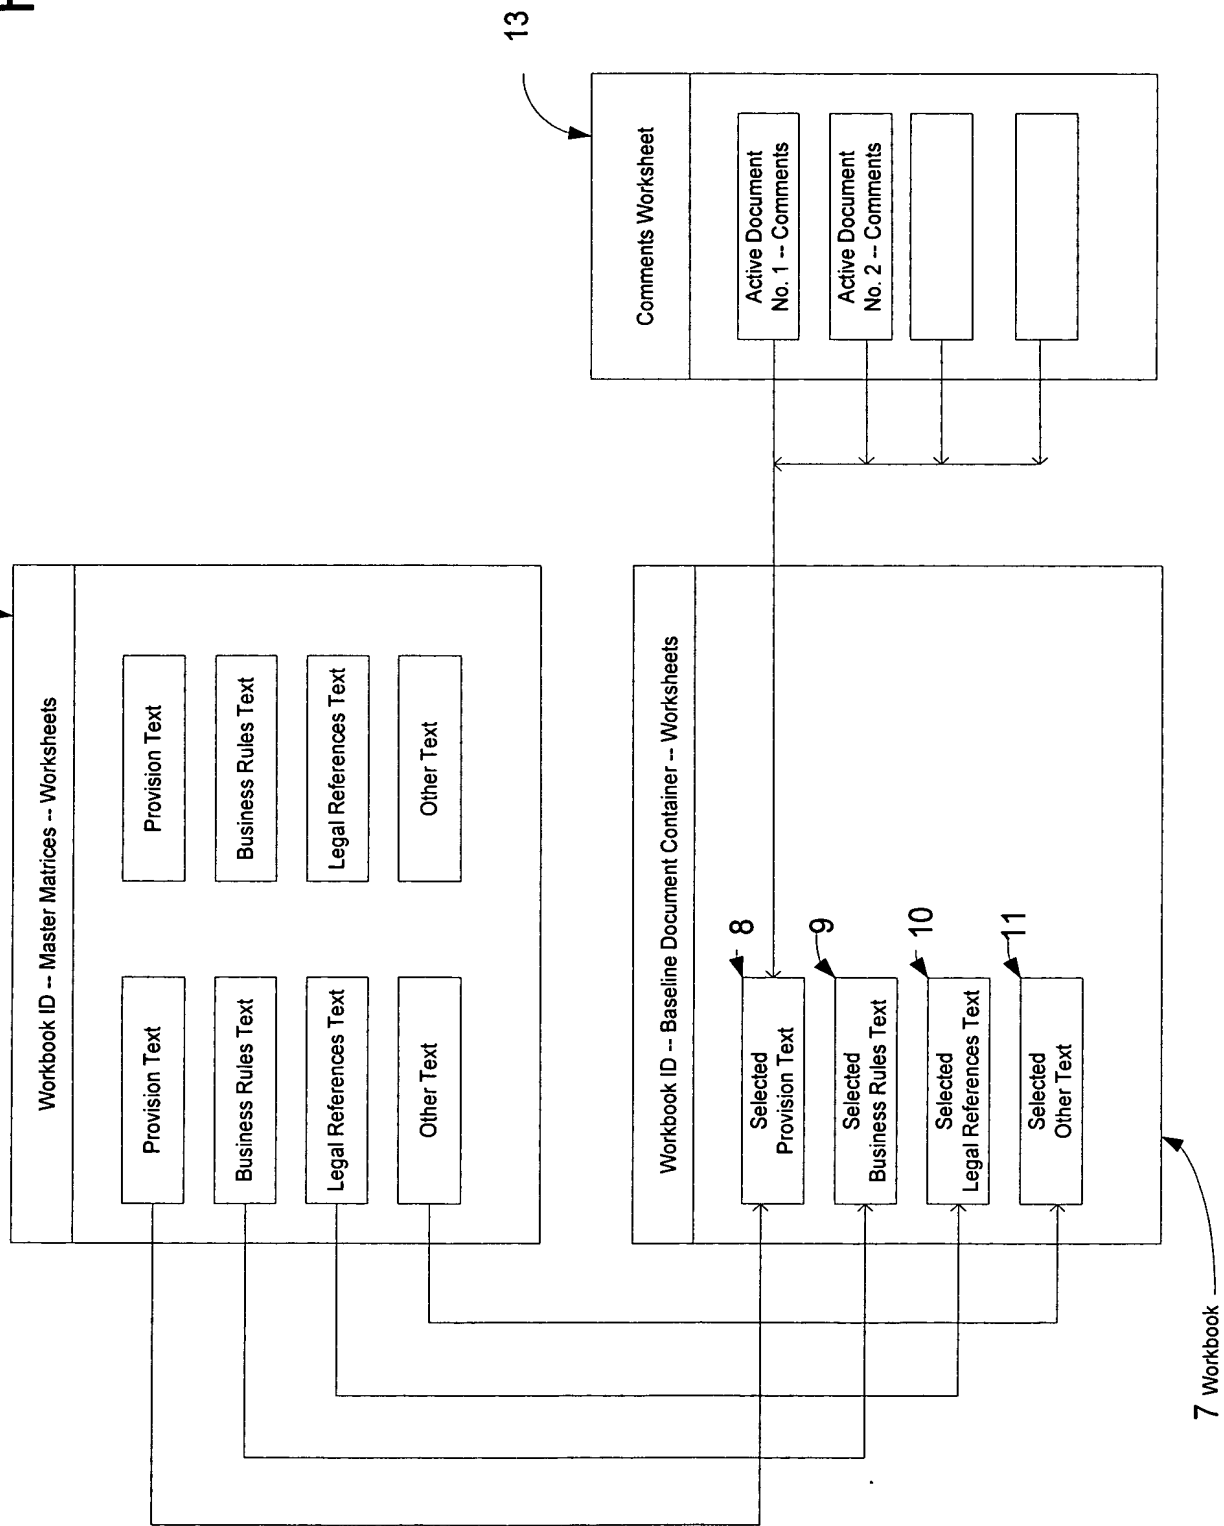 Workbook ID -- Master Matrices -- Worksheets
Provision Text
Provision Text
Business Rules Text
Business Rules Text
Legal References Text
Legal References Text
Other Text
Other Text
13
Workbook ID -- Baseline Document Container -- Worksheets
Selected
Provision Text
8
Selected
Business Rules Text
9
Selected
Legal References Text
10
Selected
Other Text
11
Comments Worksheet
Active Document
No. 1 -- Comments
Active Document
No. 2 -- Comments
7 Workbook